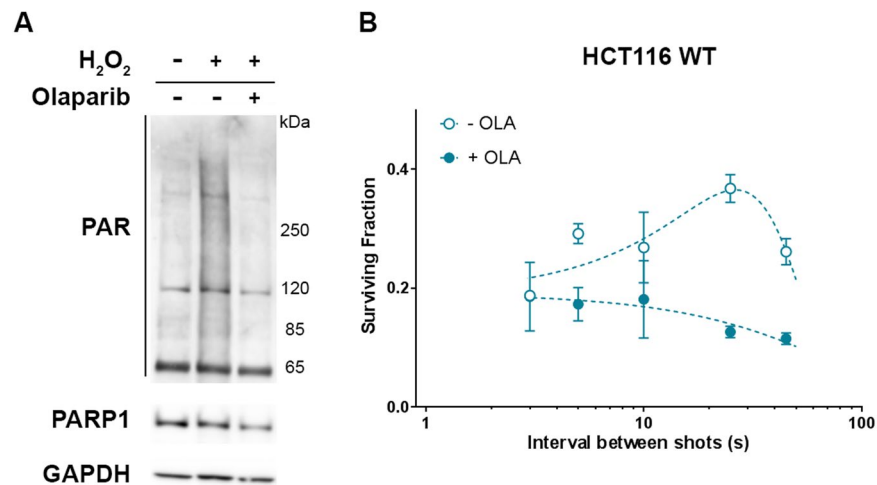 A
H₂O₂ - + +
Olaparib - - +
kDa
PAR
250
120
85
65
PARP1
GAPDH
B
HCT116 WT
- OLA
+ OLA
Surviving Fraction
0.4
0.2
0.0
1 10 100
Interval between shots (s)